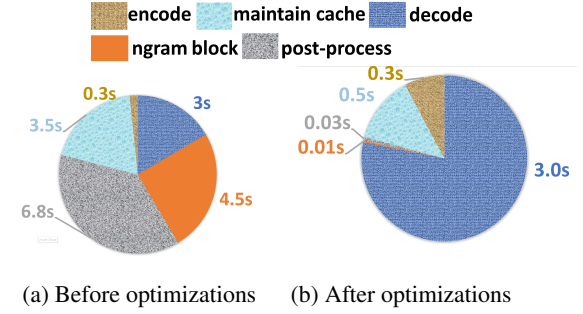 encode maintain cache decode
ngram block post-process
0.3s 3s
3.5s
4.5s
6.8s
0.3s
0.5s
0.03s
0.01s 3.0s
(a) Before optimizations (b) After optimizations